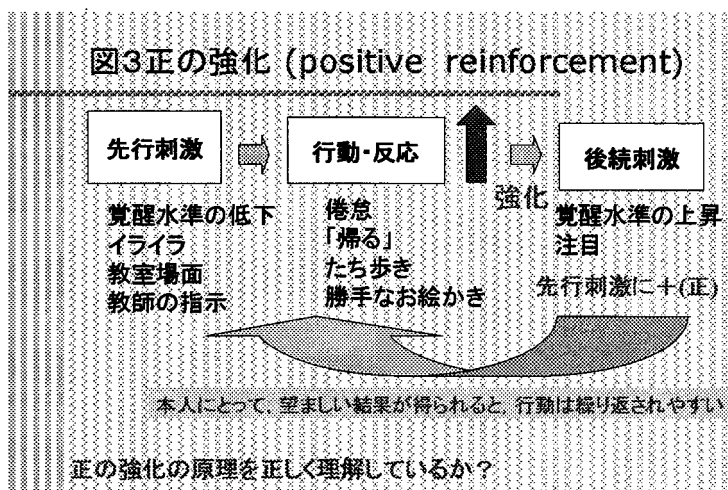 図3正の強化 (positive reinforcement)
先行刺激
行動・反応
強化
後続刺激
覚醒水準の低下
イライラ
教室場面
教師の指示
倦怠
「帰る」
たち歩き
勝手なお絵かき
覚醒水準の上昇
注目
先行刺激に＋(正)
本人にとって，望ましい結果が得られると，行動は繰り返されやすい
正の強化の原理を正しく理解しているか？